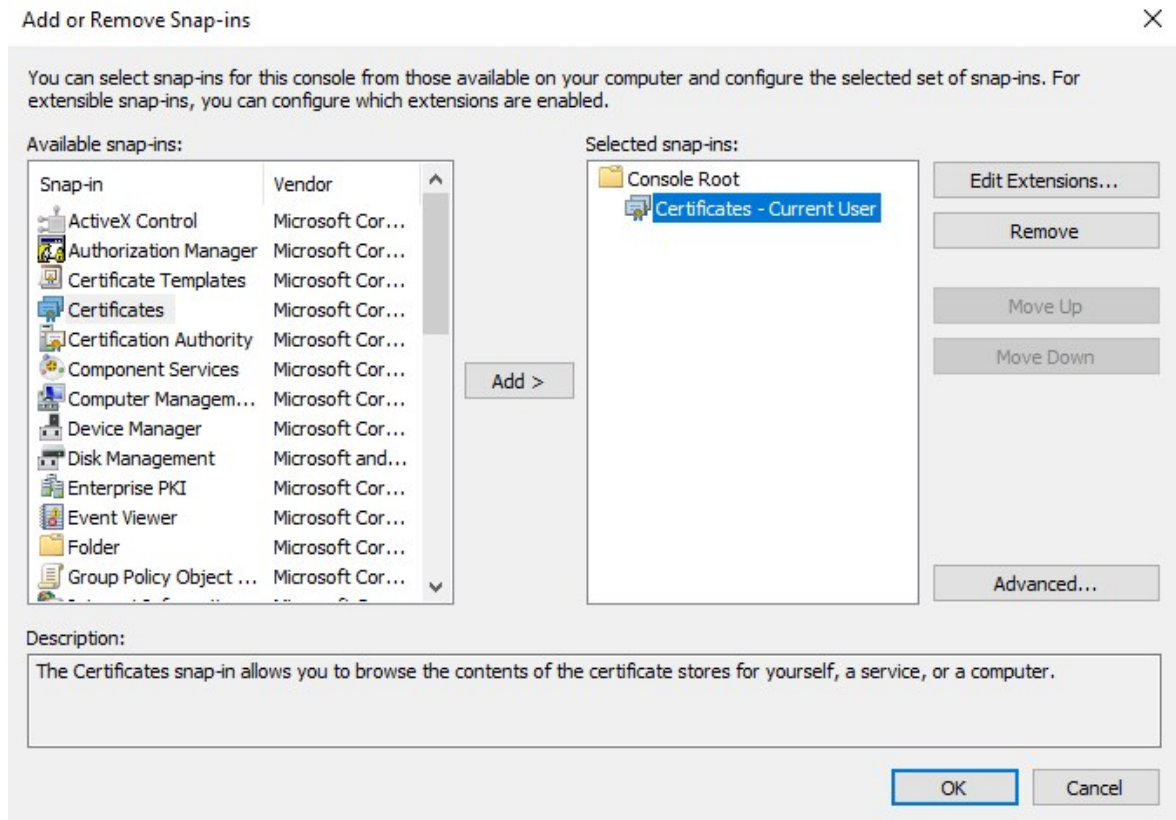 Add or Remove Snap-ins
You can select snap-ins for this console from those available on your computer and configure the selected set of snap-ins. For
extensible snap-ins, you can configure which extensions are enabled.
Available snap-ins:
Snap-in Vendor
ActiveX Control Microsoft Cor...
Authorization Manager Microsoft Cor...
Certificate Templates Microsoft Cor...
Certificates Microsoft Cor...
Certification Authority Microsoft Cor...
Component Services Microsoft Cor...
Computer Managem... Microsoft Cor...
Device Manager Microsoft Cor...
Disk Management Microsoft and...
Enterprise PKI Microsoft Cor...
Event Viewer Microsoft Cor...
Folder Microsoft Cor...
Group Policy Object ... Microsoft Cor...
Add >
Selected snap-ins:
Console Root
Certificates - Current User
Edit Extensions...
Remove
Move Up
Move Down
Advanced...
Description:
The Certificates snap-in allows you to browse the contents of the certificate stores for yourself, a service, or a computer.
OK Cancel